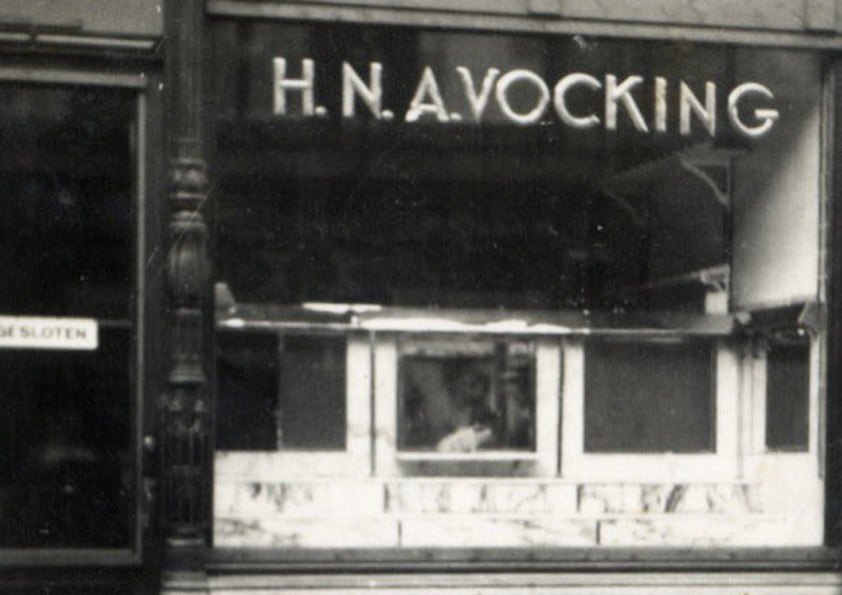 H. N. A. VOCKING
GESLOTEN